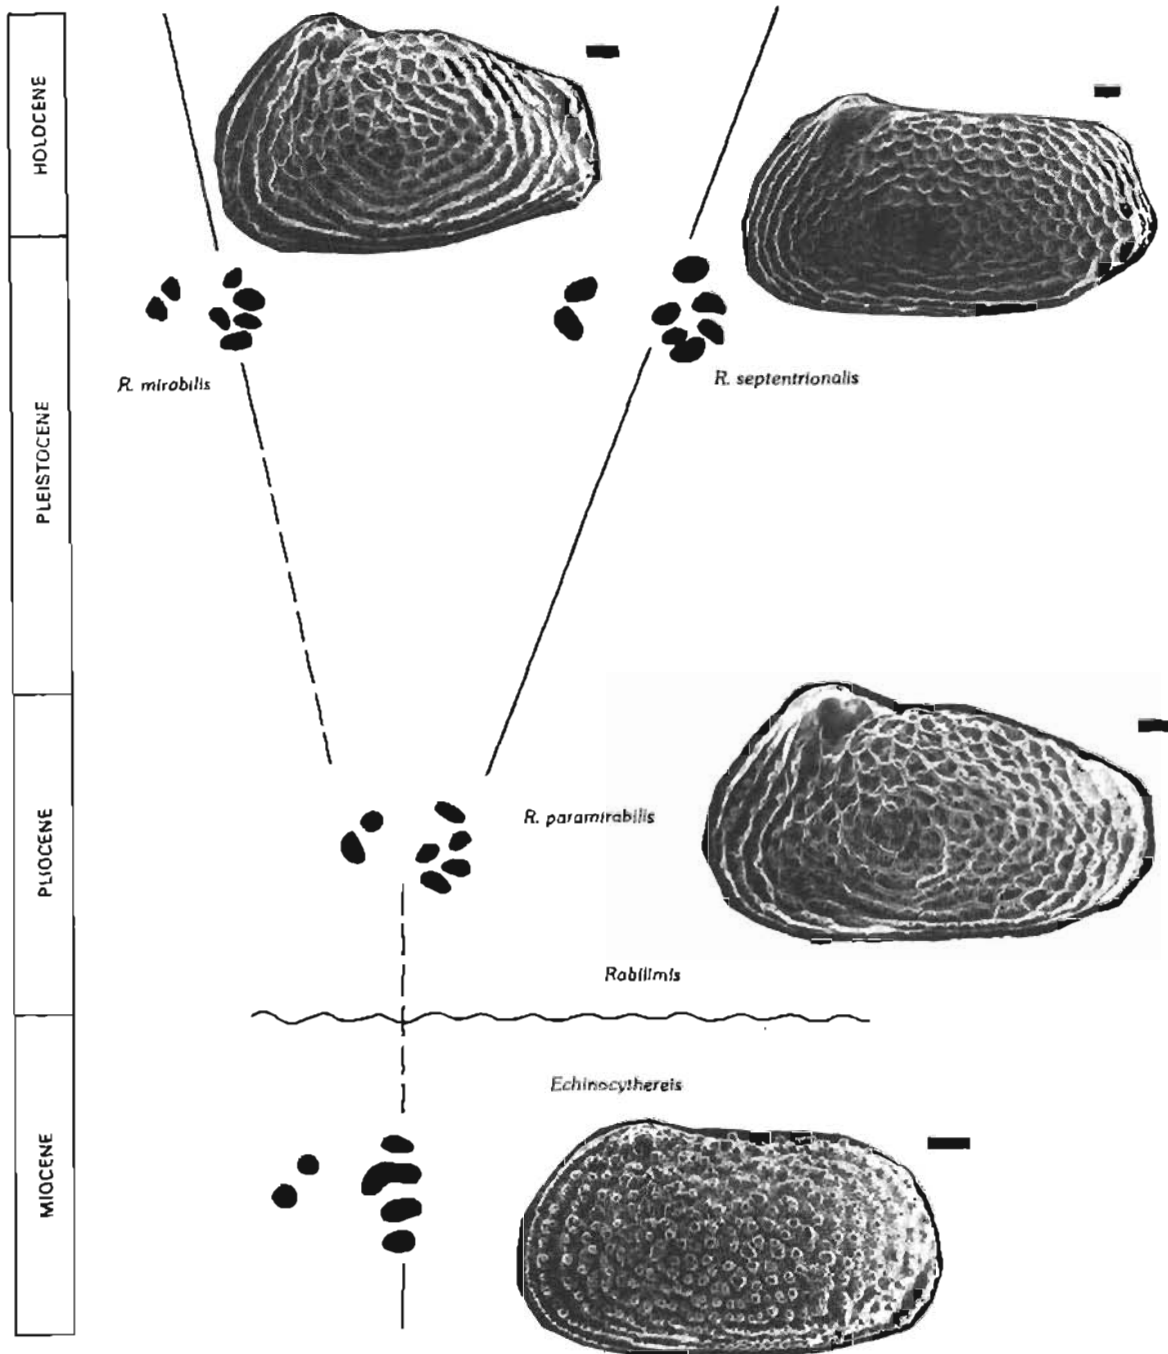 HOLOCENE
PLEISTOCENE
PLIOCENE
MIOCENE
R. mirabilis
R. septentrionalis
R. paramirabilis
Rabilimis
Echinocythereis